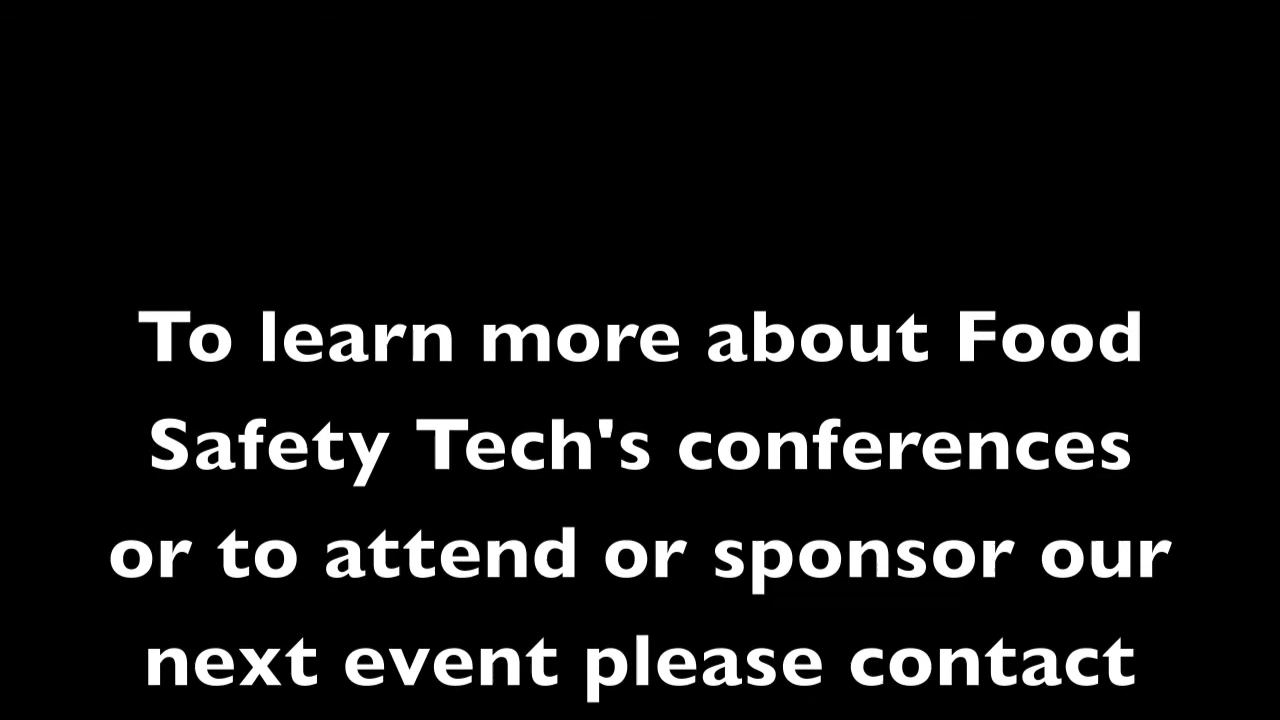 To learn more about Food
Safety Tech's conferences
or to attend or sponsor our
next event please contact